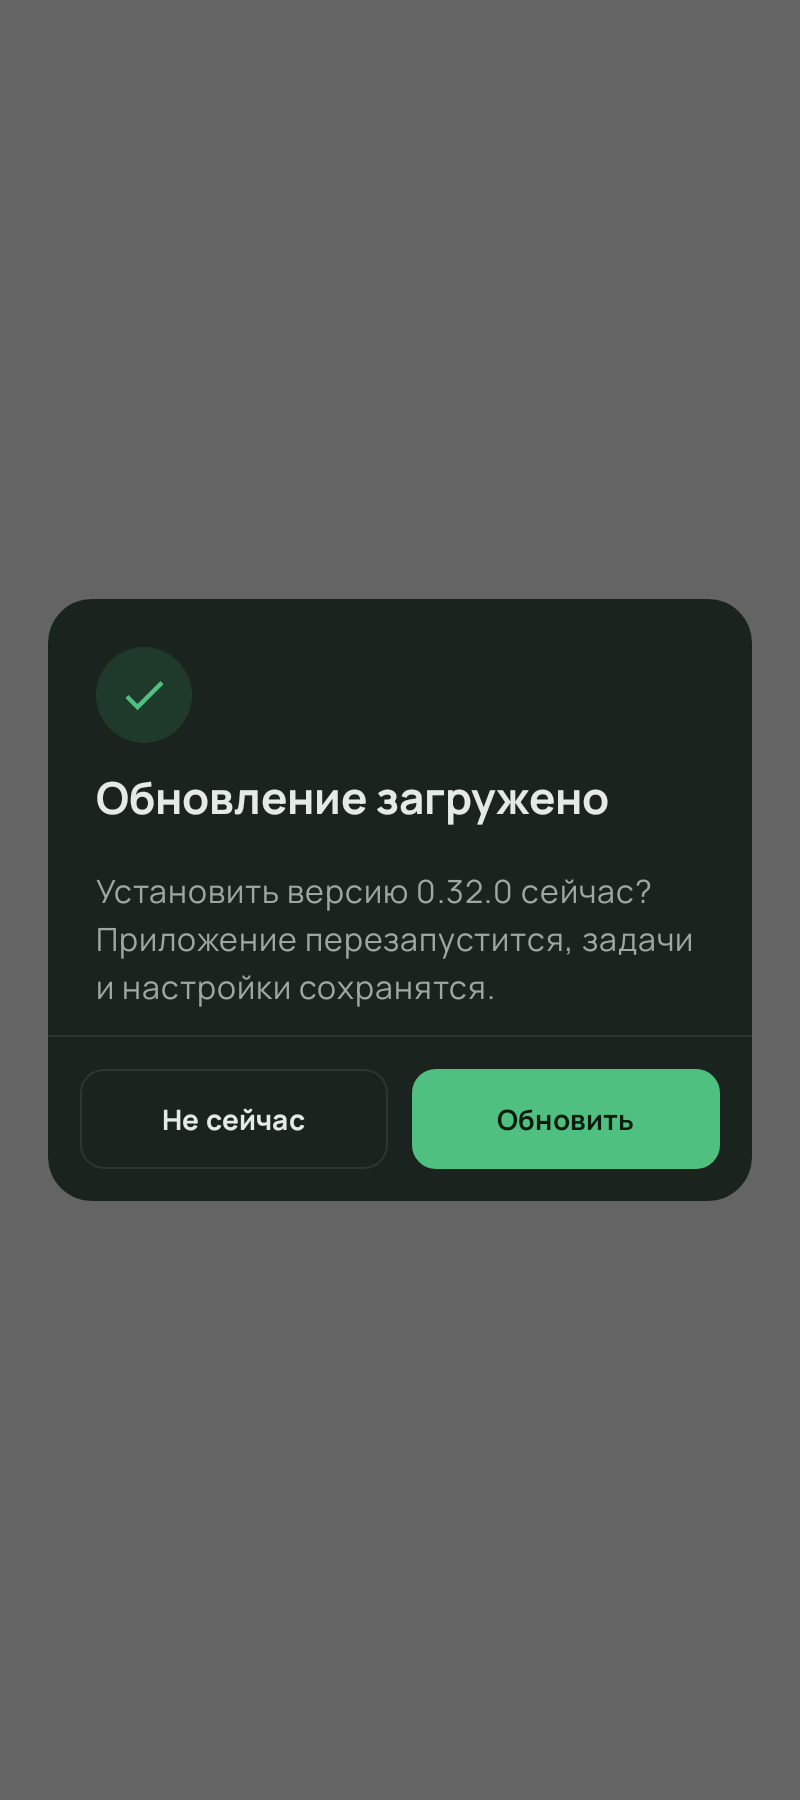 Обновление загружено
Установить версию 0.32.0 сейчас?
Приложение перезапустится, задачи
и настройки сохранятся.
Не сейчас
Обновить